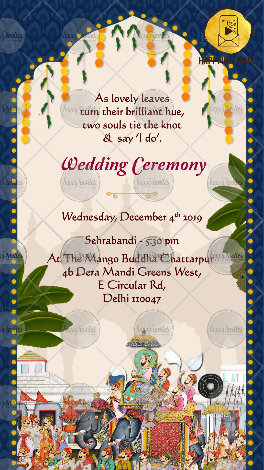 As lovely leaves
turn their brilliant hue,
two souls tie the knot
& say 'I do'.
Wedding Ceremony
Wednesday, December 4th 2019
Sehrabandi - 5:30 pm
At The Mango Buddha Chattarpur
4b Dera Mandi Greens West,
E Circular Rd,
Delhi 110047